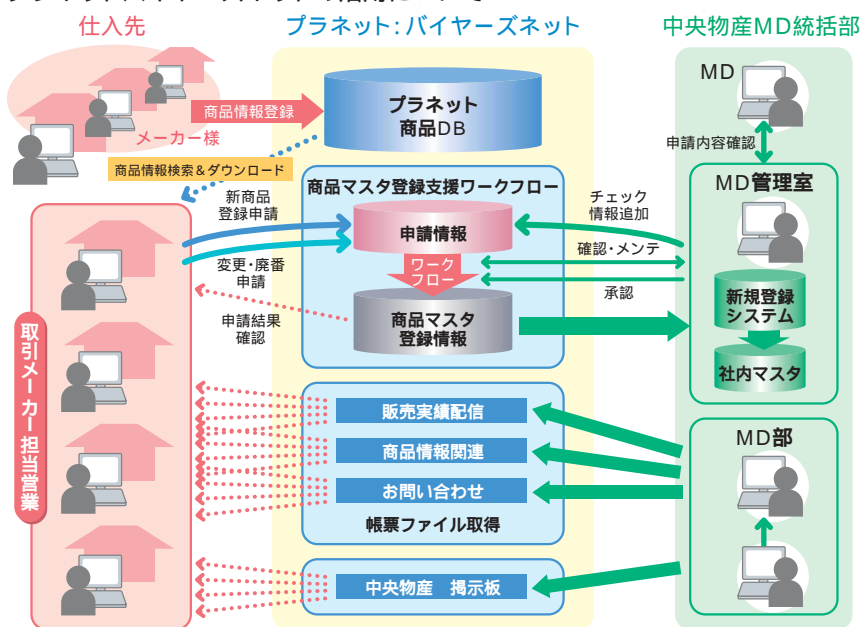 仕入先
プラネット:バイヤーズネット
中央物産MD統括部
メーカー様
商品情報登録
プラネット
商品DB
MD
申請内容確認
商品情報検索&ダウンロード
新商品
登録申請
商品マスタ登録支援ワークフロー
チェック
情報追加
MD管理室
申請情報
変更・廃番
申請
ワーク
フロー
確認・メンテ
承認
申請結果
確認
商品マスタ
登録情報
新規登録
システム
社内マスタ
取引メーカー担当営業
販売実績配信
商品情報関連
お問い合わせ
帳票ファイル取得
MD部
中央物産 掲示板